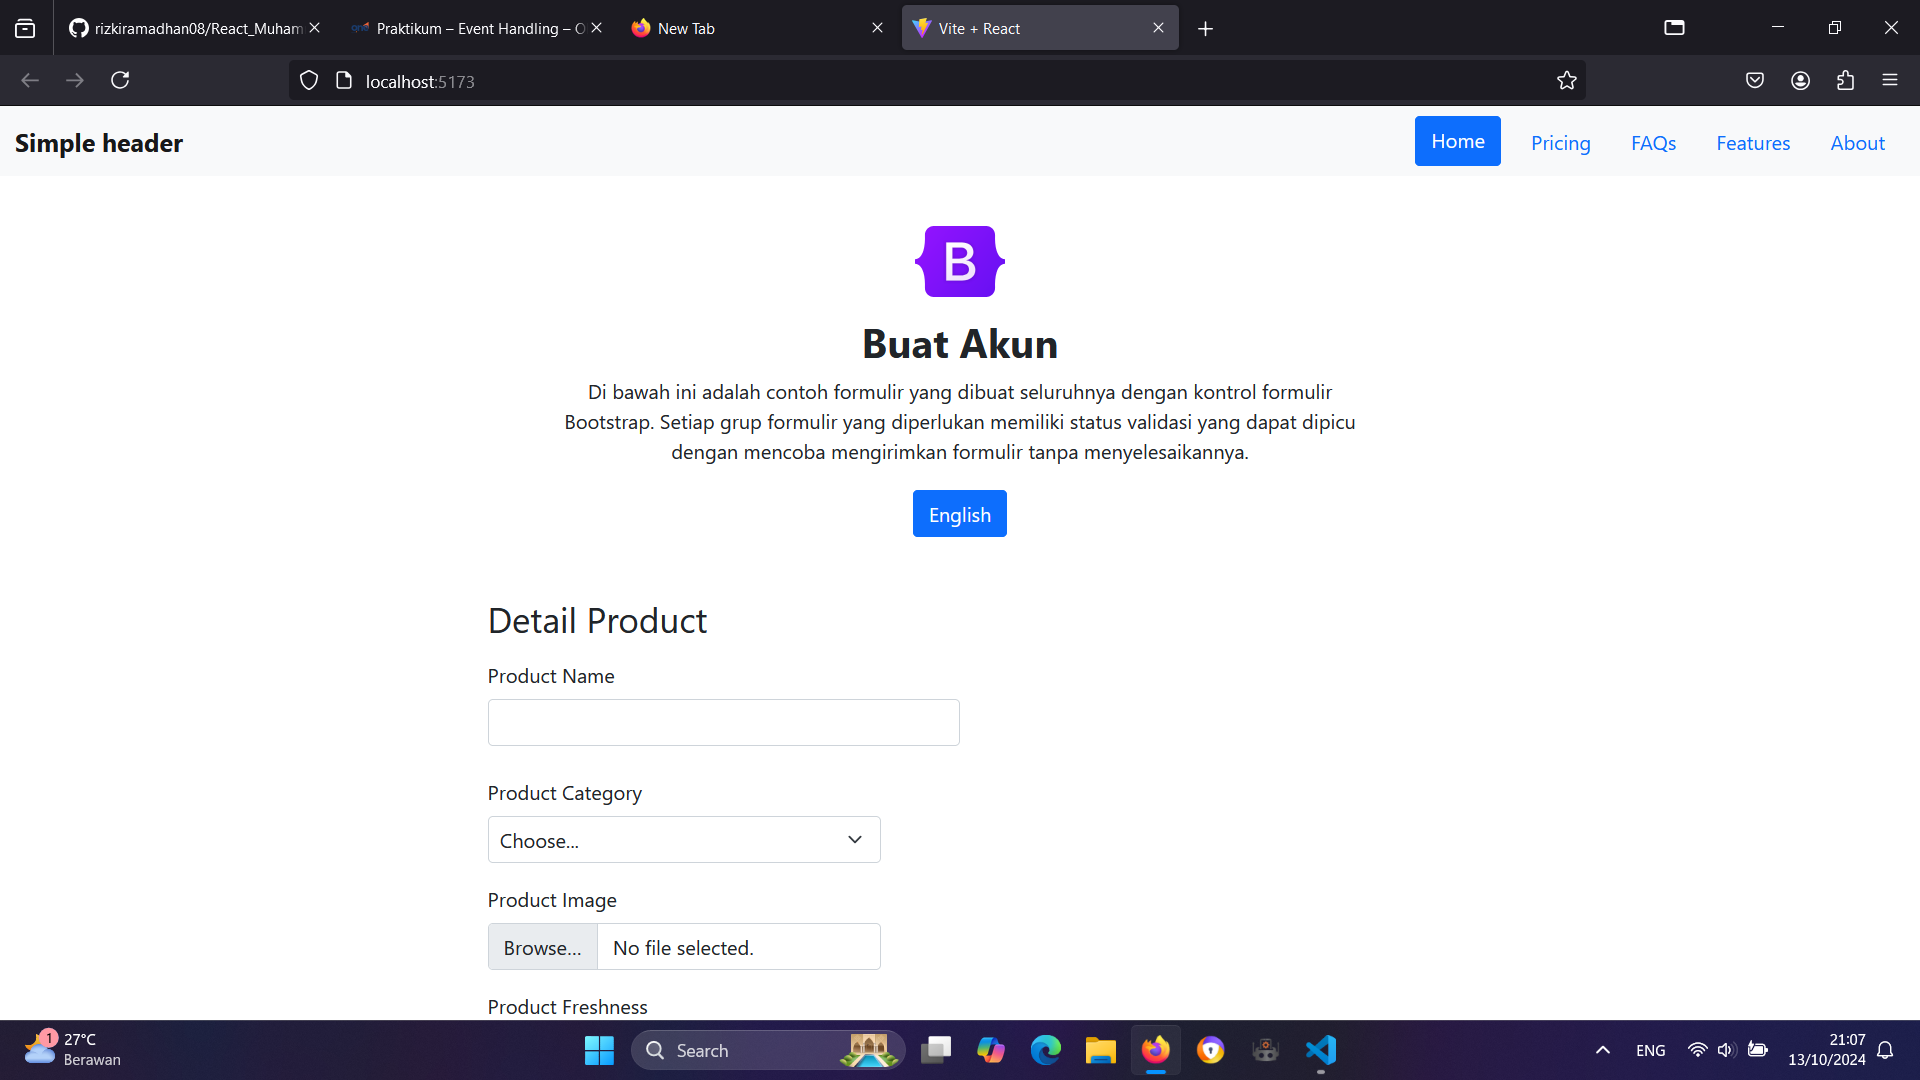 rizkiramadhan08/React_Muham
Praktikum – Event Handling – O
New Tab
Vite + React
localhost:5173
Simple header
Home
Pricing
FAQs
Features
About
B
Buat Akun
Di bawah ini adalah contoh formulir yang dibuat seluruhnya dengan kontrol formulir
Bootstrap. Setiap grup formulir yang diperlukan memiliki status validasi yang dapat dipicu
dengan mencoba mengirimkan formulir tanpa menyelesaikannya.
English
Detail Product
Product Name
Product Category
Choose...
Product Image
Browse...
No file selected.
Product Freshness
1
27°C
Berawan
Search
ENG
21:07
13/10/2024